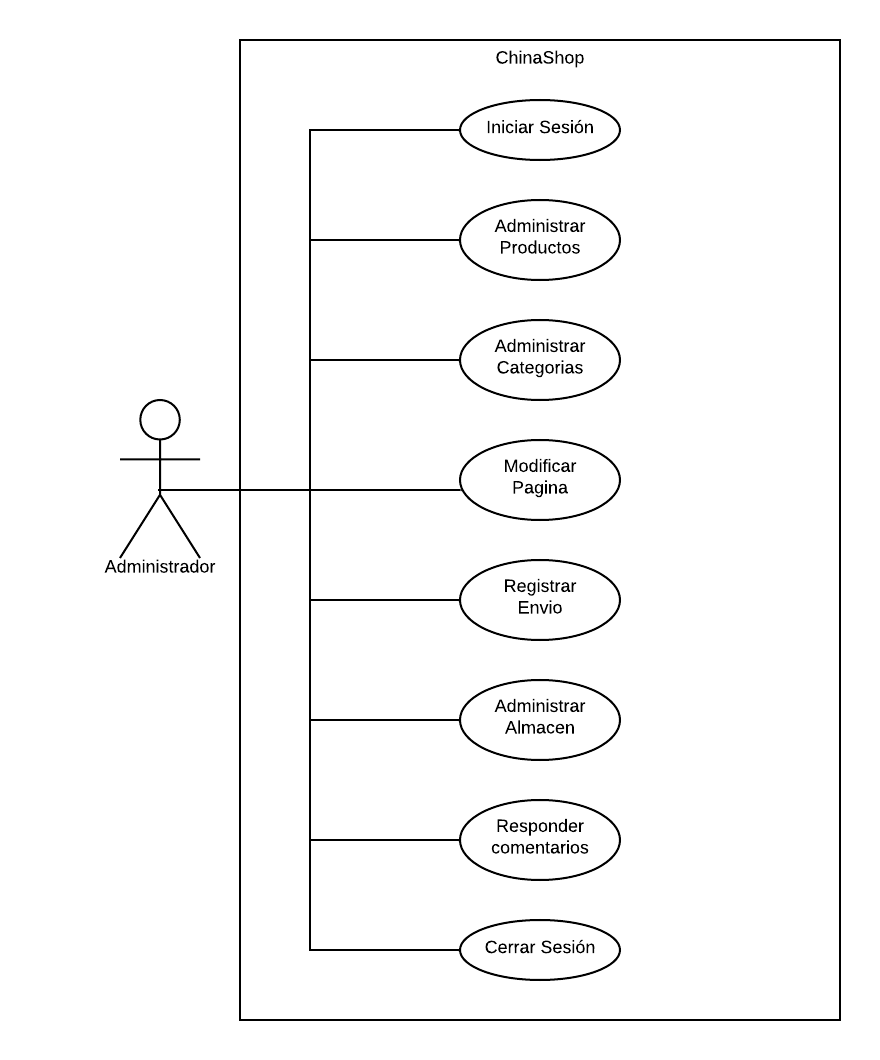 ChinaShop
Iniciar Sesión
Administrar
Productos
Administrar
Categorias
Modificar
Pagina
Administrador
Registrar
Envio
Administrar
Almacen
Responder
comentarios
Cerrar Sesión